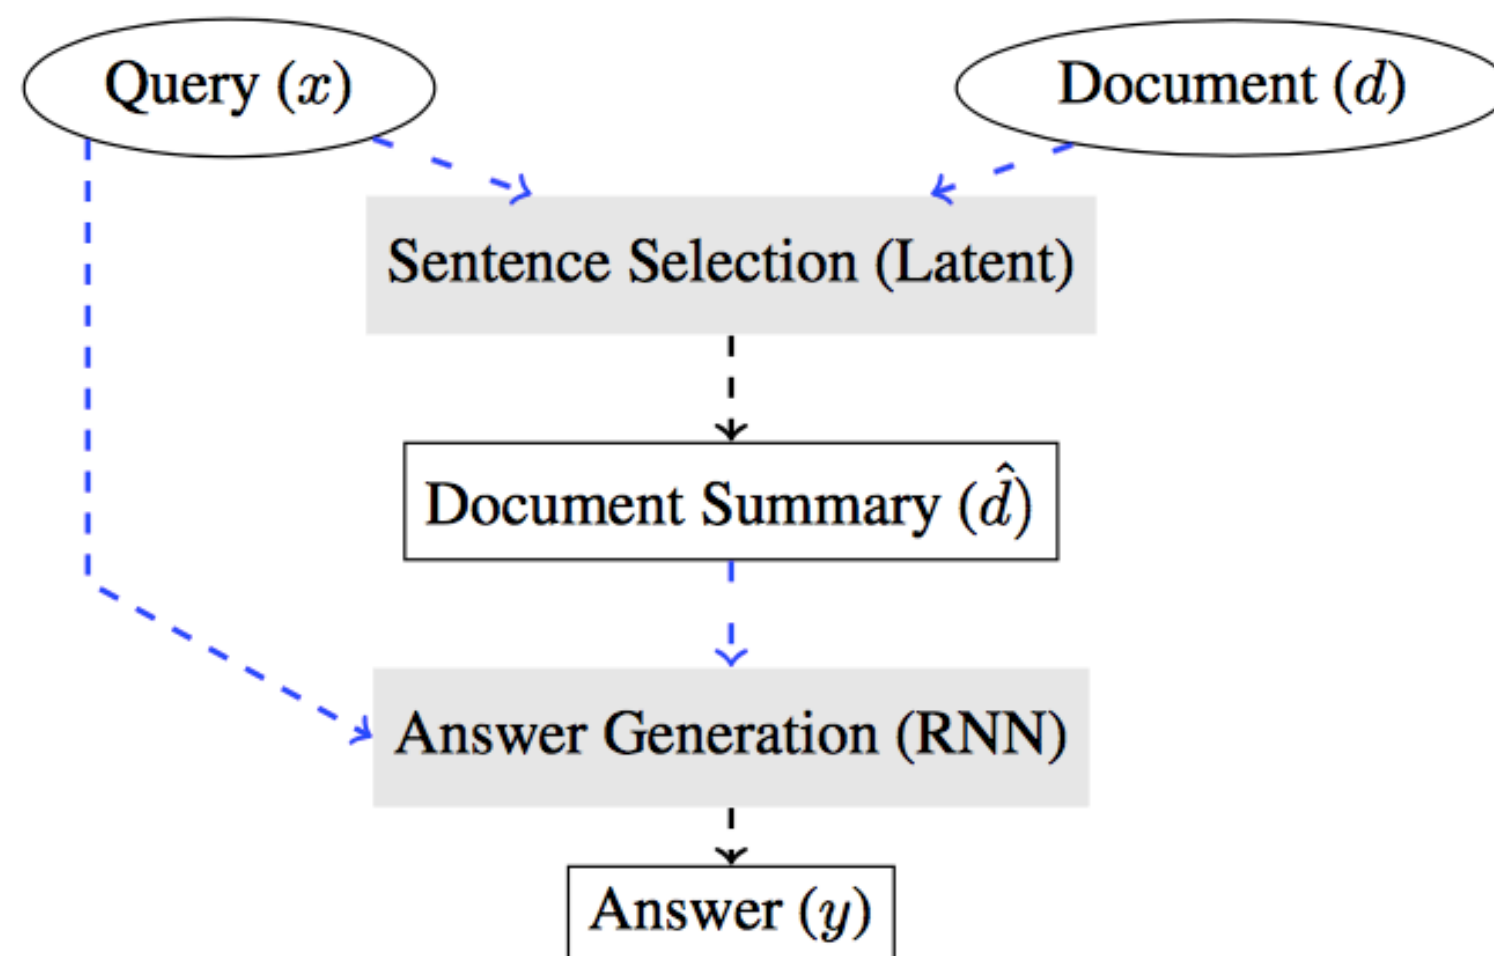 Query (x)
Document (d)
Sentence Selection (Latent)
Document Summary (d̂)
Answer Generation (RNN)
Answer (y)